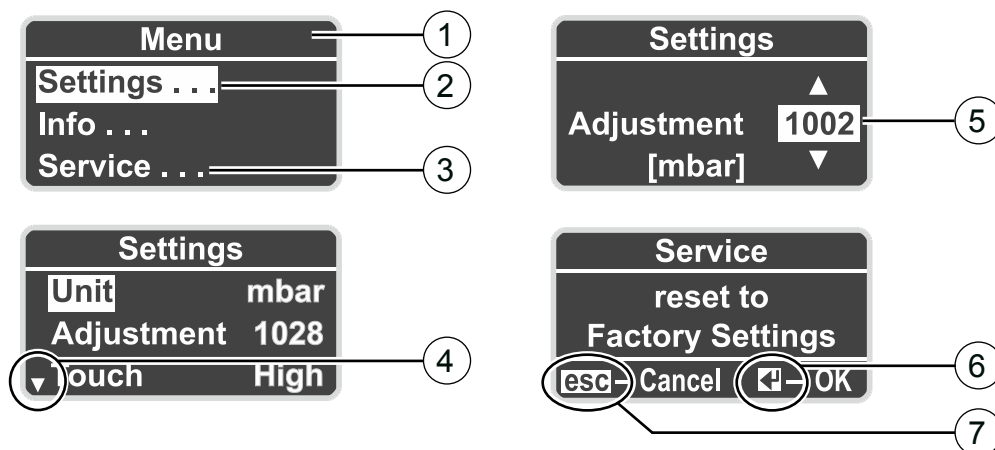 Menu
Settings . . .
Info . . .
Service . . .
1
2
3
Settings
▲
Adjustment 1002
[mbar] ▼
5
Settings
Unit mbar
Adjustment 1028
▼ Touch High
4
Service
reset to
Factory Settings
esc – Cancel ↵ – OK
6
7